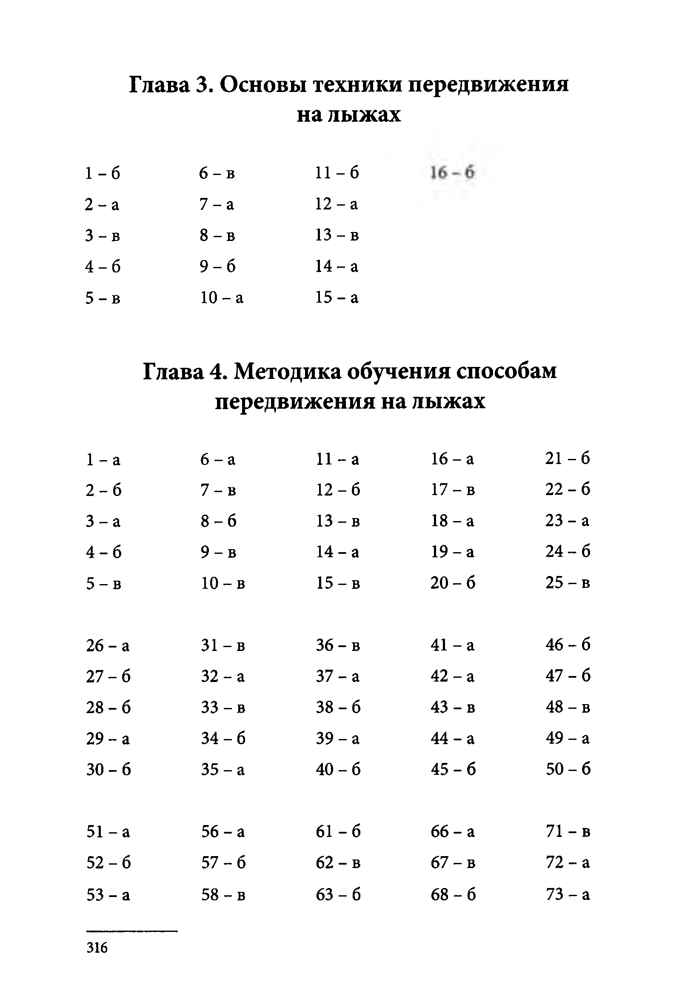 Глава 3. Основы техники передвижения
на лыжах
1 – б 6 – в 11 – б 16 – б
2 – а 7 – а 12 – а
3 – в 8 – в 13 – в
4 – б 9 – б 14 – а
5 – в 10 – а 15 – а
Глава 4. Методика обучения способам
передвижения на лыжах
1 – а 6 – а 11 – а 16 – а 21 – б
2 – б 7 – в 12 – б 17 – в 22 – б
3 – а 8 – б 13 – в 18 – а 23 – а
4 – б 9 – в 14 – а 19 – а 24 – б
5 – в 10 – в 15 – в 20 – б 25 – в
26 – а 31 – в 36 – в 41 – а 46 – б
27 – б 32 – а 37 – а 42 – а 47 – б
28 – б 33 – в 38 – б 43 – в 48 – в
29 – а 34 – б 39 – а 44 – а 49 – а
30 – б 35 – а 40 – б 45 – б 50 – б
51 – а 56 – а 61 – б 66 – а 71 – в
52 – б 57 – б 62 – в 67 – в 72 – а
53 – а 58 – в 63 – б 68 – б 73 – а
316